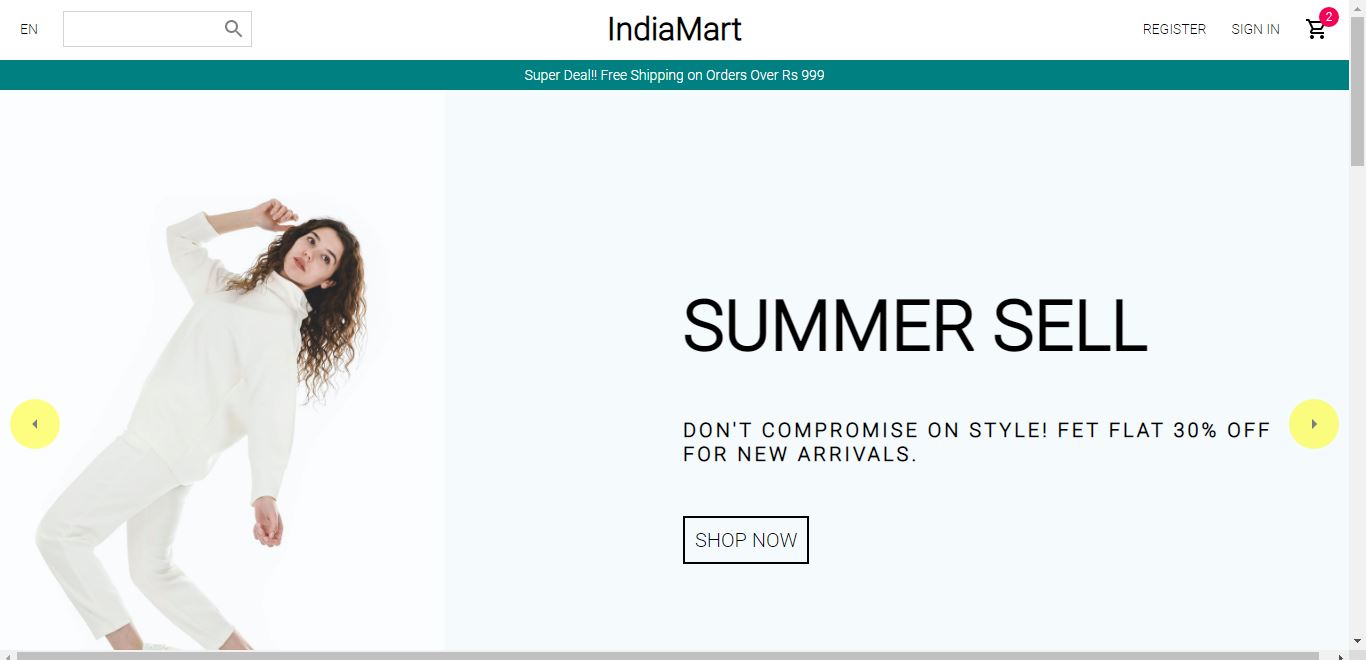 EN
IndiaMart
REGISTER
SIGN IN
2
Super Deal!! Free Shipping on Orders Over Rs 999
SUMMER SELL
DON'T COMPROMISE ON STYLE! FET FLAT 30% OFF
FOR NEW ARRIVALS.
SHOP NOW